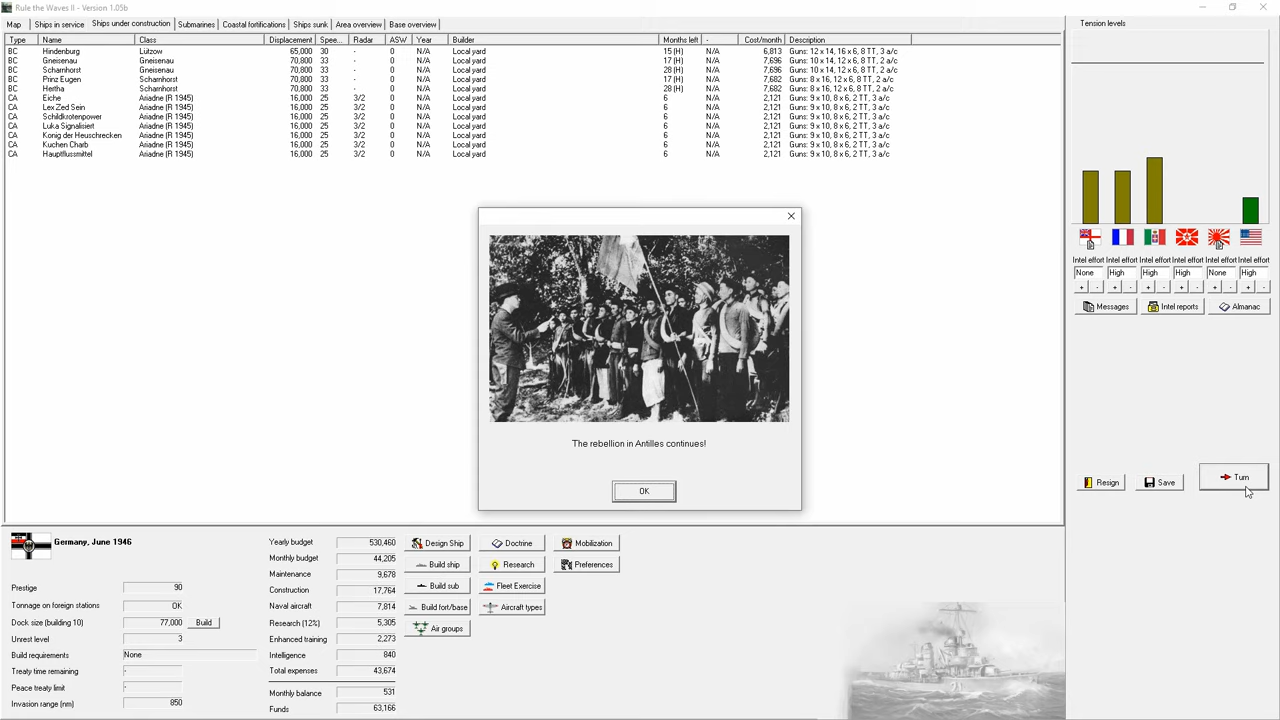 Rule the Waves II - Version 1.05b
Map Ships in service Ships under construction Submarines Coastal fortifications Ships sunk Area overview Base overview
Type Name Class Displacement Spee... Radar ASW Year Builder Months left - Cost/month Description
BC Hindenburg Lützow 65,000 30 - 0 N/A Local yard 15 (H) N/A 6,813 Guns: 12 x 14, 16 x 6, 8 TT, 3 a/c
BC Gneisenau Gneisenau 70,800 33 - 0 N/A Local yard 17 (H) N/A 7,696 Guns: 10 x 14, 12 x 6, 8 TT, 2 a/c
BC Scharnhorst Gneisenau 70,800 33 - 0 N/A Local yard 28 (H) N/A 7,696 Guns: 10 x 14, 12 x 6, 8 TT, 2 a/c
BC Prinz Eugen Scharnhorst 70,800 33 - 0 N/A Local yard 17 (H) N/A 7,682 Guns: 8 x 16, 12 x 6, 8 TT, 2 a/c
BC Hertha Scharnhorst 70,800 33 - 0 N/A Local yard 28 (H) N/A 7,682 Guns: 8 x 16, 12 x 6, 8 TT, 2 a/c
CA Eiche Ariadne (R 1945) 16,000 25 3/2 0 N/A Local yard 6 N/A 2,121 Guns: 9 x 10, 8 x 6, 2 TT, 3 a/c
CA Lex Zed Sein Ariadne (R 1945) 16,000 25 3/2 0 N/A Local yard 6 N/A 2,121 Guns: 9 x 10, 8 x 6, 2 TT, 3 a/c
CA Schildkrotenpower Ariadne (R 1945) 16,000 25 3/2 0 N/A Local yard 6 N/A 2,121 Guns: 9 x 10, 8 x 6, 2 TT, 3 a/c
CA Luka Signalisiert Ariadne (R 1945) 16,000 25 3/2 0 N/A Local yard 6 N/A 2,121 Guns: 9 x 10, 8 x 6, 2 TT, 3 a/c
CA Konig der Heuschrecken Ariadne (R 1945) 16,000 25 3/2 0 N/A Local yard 6 N/A 2,121 Guns: 9 x 10, 8 x 6, 2 TT, 3 a/c
CA Kuchen Charb Ariadne (R 1945) 16,000 25 3/2 0 N/A Local yard 6 N/A 2,121 Guns: 9 x 10, 8 x 6, 2 TT, 3 a/c
CA Hauptflussmittel Ariadne (R 1945) 16,000 25 3/2 0 N/A Local yard 6 N/A 2,121 Guns: 9 x 10, 8 x 6, 2 TT, 3 a/c
The rebellion in Antilles continues!
OK
Tension levels
Intel effort Intel effort Intel effort Intel effort Intel effort Intel effort
None High High High None High
+ - + - + - + - + - + -
Messages Intel reports Almanac
Resign Save Turn
Germany, June 1946
Prestige 90
Tonnage on foreign stations OK
Dock size (building 10) 77,000 Build
Unrest level 3
Build requirements None
Treaty time remaining -
Peace treaty limit -
Invasion range (nm) 850
Yearly budget 530,460
Monthly budget 44,205
Maintenance 9,678
Construction 17,764
Naval aircraft 7,814
Research (12%) 5,305
Enhanced training 2,273
Intelligence 840
Total expenses 43,674
Monthly balance 531
Funds 63,166
Design Ship Doctrine Mobilization
Build ship Research Preferences
Build sub Fleet Exercise
Build fort/base Aircraft types
Air groups